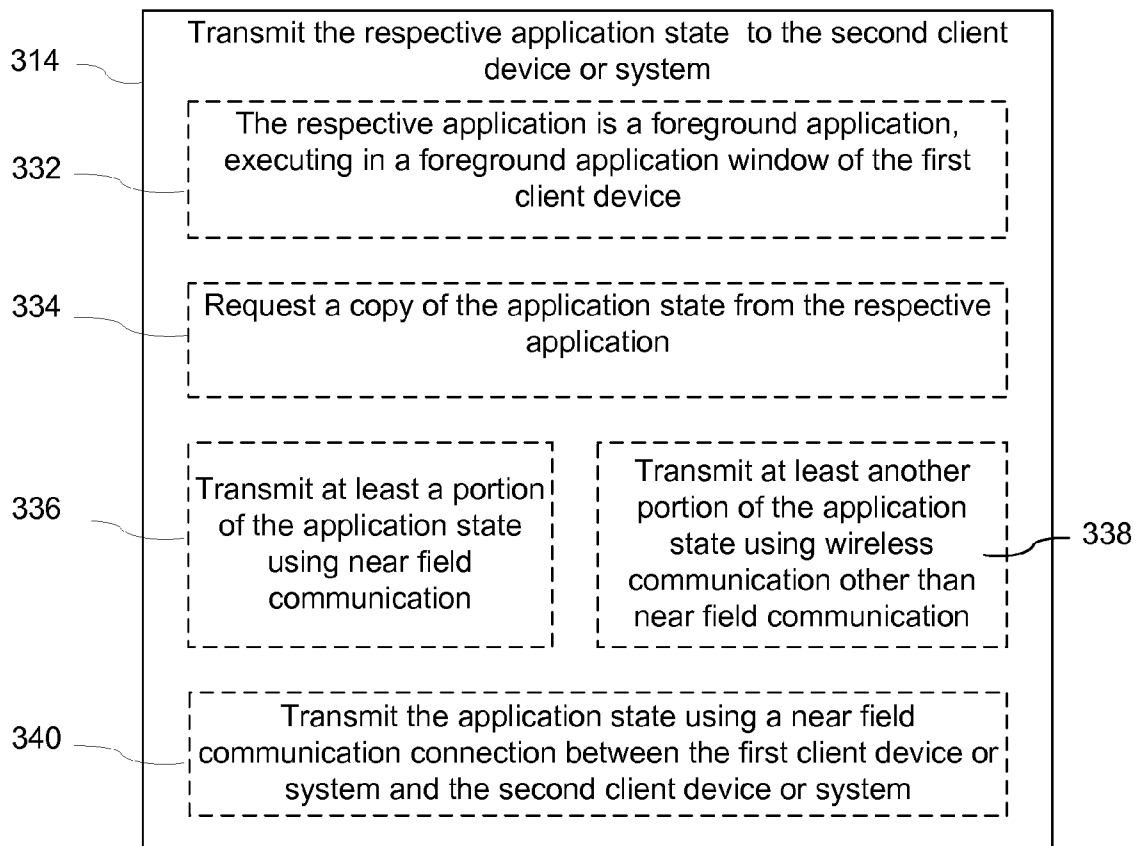 314
Transmit the respective application state to the second client
device or system
332
The respective application is a foreground application,
executing in a foreground application window of the first
client device
334
Request a copy of the application state from the respective
application
336
Transmit at least a portion
of the application state
using near field
communication
Transmit at least another
portion of the application
state using wireless
communication other than
near field communication
338
340
Transmit the application state using a near field
communication connection between the first client device or
system and the second client device or system